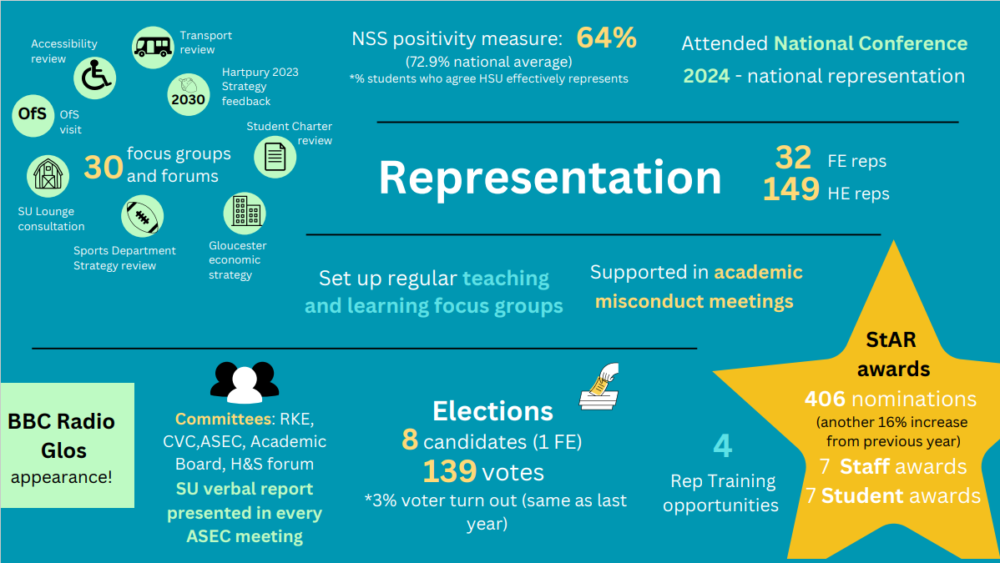 Accessibility
review
Transport
review
Hartpury 2023
Strategy
feedback
2030
OfS
OfS
visit
Student Charter
review
30 focus groups
and forums
SU Lounge
consultation
Sports Department
Strategy review
Gloucester
economic
strategy
NSS positivity measure: 64%
(72.9% national average)
*% students who agree HSU effectively represents
Attended National Conference
2024 - national representation
Representation
32 FE reps
149 HE reps
Set up regular teaching
and learning focus groups
Supported in academic
misconduct meetings
BBC Radio
Glos
appearance!
Committees: RKE,
CVC,ASEC, Academic
Board, H&S forum
SU verbal report
presented in every
ASEC meeting
Elections
8 candidates (1 FE)
139 votes
*3% voter turn out (same as last
year)
4
Rep Training
opportunities
StAR
awards
406 nominations
(another 16% increase
from previous year)
7 Staff awards
7 Student awards